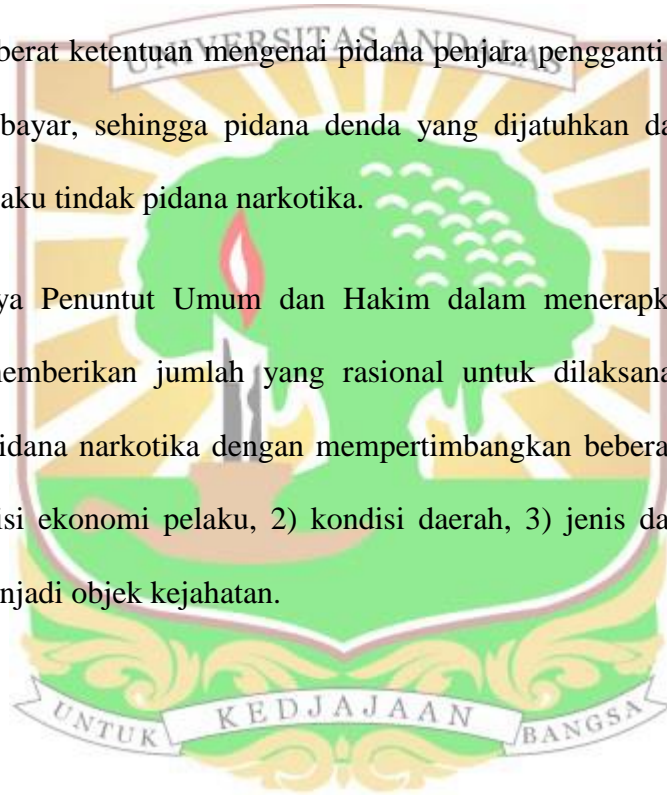 UNIVERSITAS ANDALAS
berat ketentuan mengenai pidana penjara pengganti
bayar, sehingga pidana denda yang dijatuhkan da
aku tindak pidana narkotika.
ya Penuntut Umum dan Hakim dalam menerapk
memberikan jumlah yang rasional untuk dilaksana
pidana narkotika dengan mempertimbangkan bebera
isi ekonomi pelaku, 2) kondisi daerah, 3) jenis da
njadi objek kejahatan.
UNTUK KEDJAJAAN BANGSA